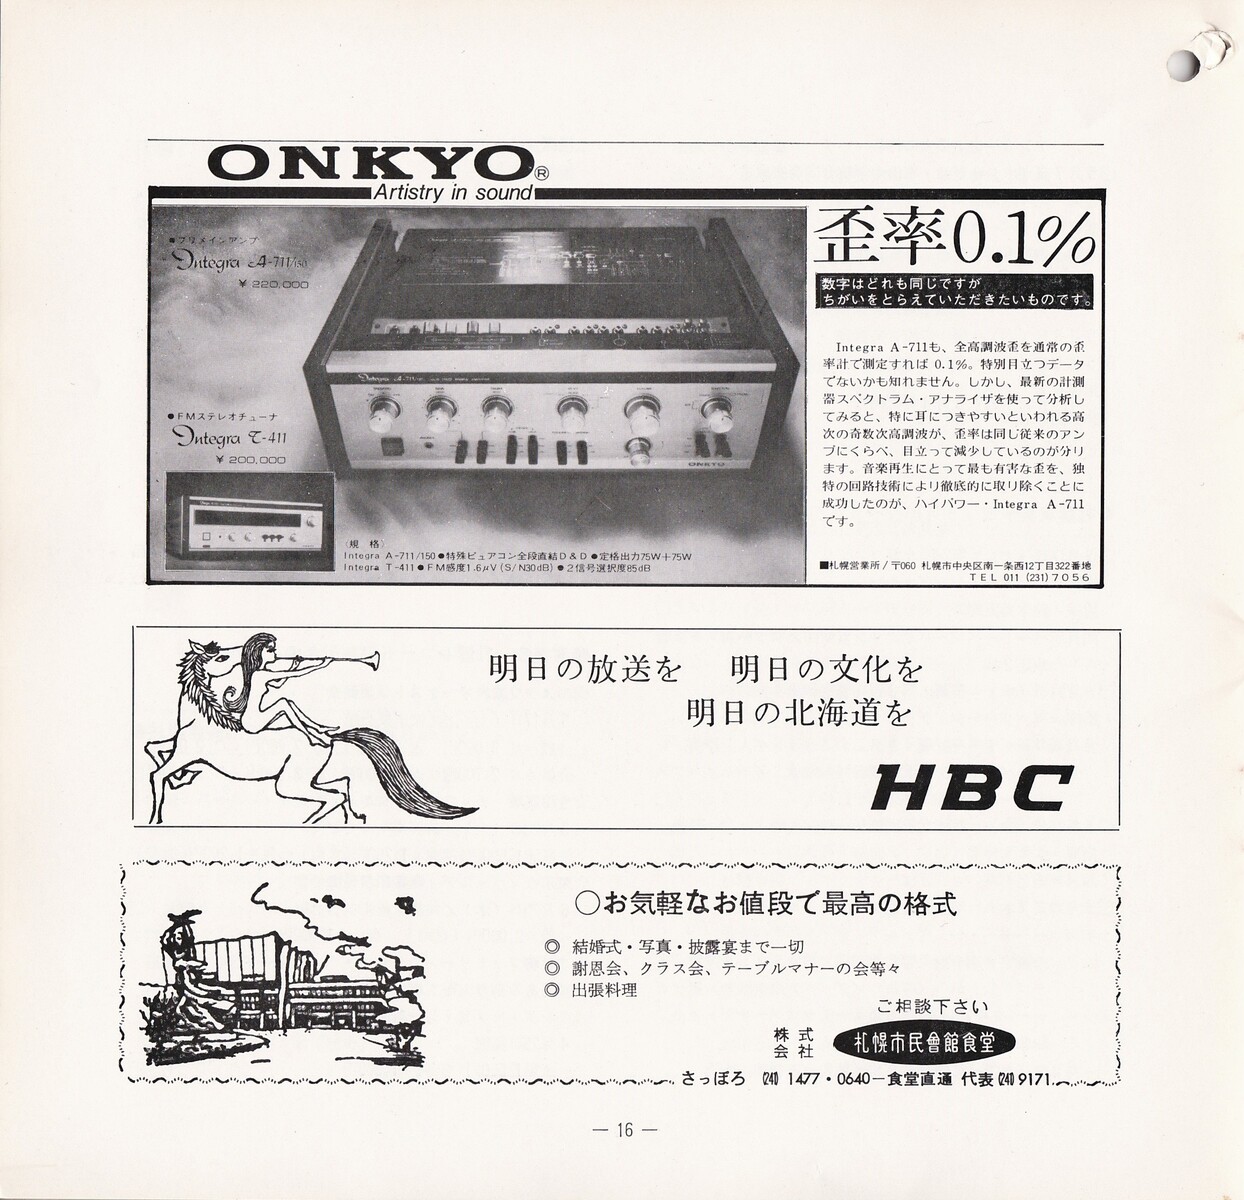 ONKYO®
Artistry in sound
■プリメインアンプ
Integra A-711/150
¥ 220,000
●FMステレオチューナ
Integra T-411
¥ 200,000
ONKYO
〈規 格〉
Integra A-711/150●特殊ピュアコン全段直結D&D●定格出力75W+75W
Integra T-411●FM感度1.6μV(S/N30dB)●2信号選択度85dB
歪率0.1%
数字はどれも同じですが
ちがいをとらえていただきたいものです。
Integra A-711も、全高調波歪を通常の歪
率計で測定すれば 0.1%。特別目立つデータ
でないかも知れません。しかし、最新の計測
器スペクトラム・アナライザを使って分析し
てみると、特に耳につきやすいといわれる高
次の奇数次高調波が、歪率は同じ従来のアン
プにくらべ、目立って減少しているのが分り
ます。音楽再生にとって最も有害な歪を、独
特の回路技術により徹底的に取り除くことに
成功したのが、ハイパワー・Integra A-711
です。
■札幌営業所/〒060 札幌市中央区南一条西12丁目322番地
TEL 011 (231) 7056
明日の放送を 明日の文化を
明日の北海道を
HBC
○お気軽なお値段で最高の格式
◎ 結婚式・写真・披露宴まで一切
◎ 謝恩会、クラス会、テーブルマナーの会等々
◎ 出張料理
ご相談下さい
株式
会社
札幌市民會館食堂
さっぽろ (241) 1477・0640−食堂直通 代表(241)9171
— 16 —